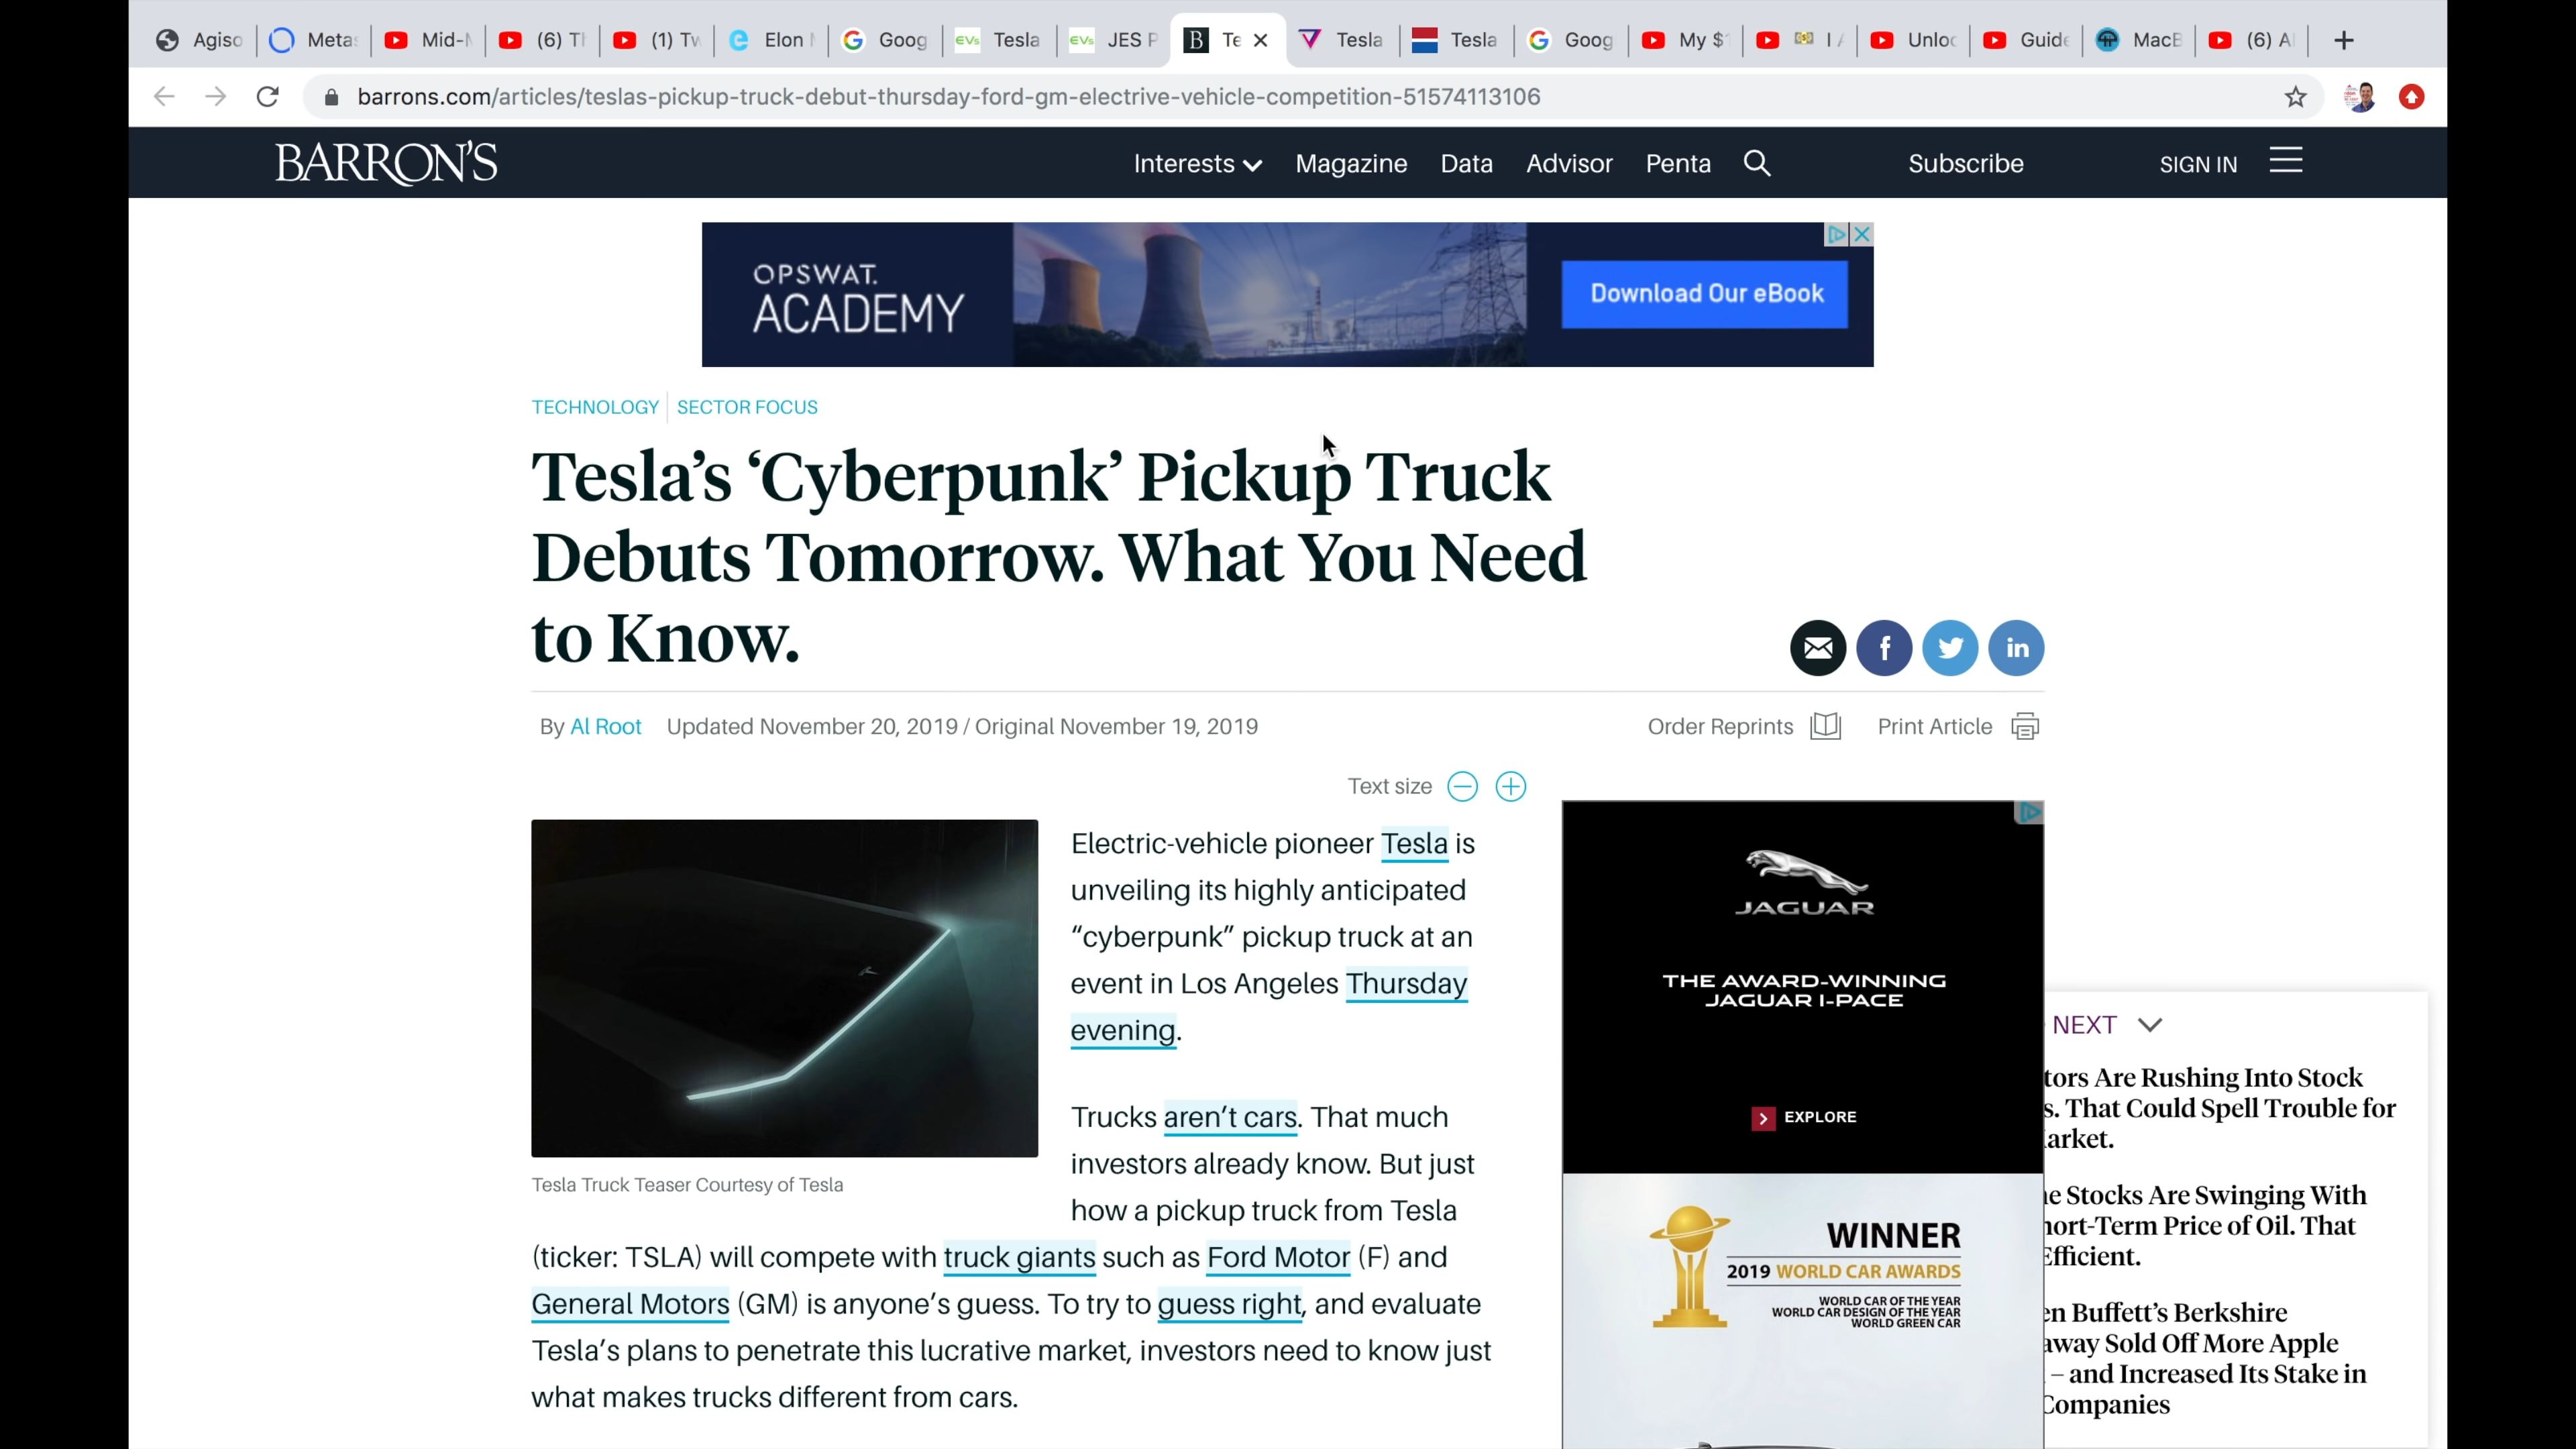 Agiso
Meta
Mid-
(6) T
(1) Tw
Elon
Goog
EVs Tesla
EVs JES P
B Te
Tesla
Tesla
Goog
My $
I
Unlo
Guide
MacB
(6) A
barrons.com/articles/teslas-pickup-truck-debut-thursday-ford-gm-electrive-vehicle-competition-51574113106
BARRON'S
Interests
Magazine
Data
Advisor
Penta
Subscribe
SIGN IN
OPSWAT.
ACADEMY
Download Our eBook
TECHNOLOGY
SECTOR FOCUS
Tesla’s ‘Cyberpunk’ Pickup Truck
Debuts Tomorrow. What You Need
to Know.
By Al Root
Updated November 20, 2019 / Original November 19, 2019
Order Reprints
Print Article
Text size
Electric-vehicle pioneer Tesla is
unveiling its highly anticipated
“cyberpunk” pickup truck at an
event in Los Angeles Thursday
evening.
Trucks aren’t cars. That much
investors already know. But just
how a pickup truck from Tesla
(ticker: TSLA) will compete with truck giants such as Ford Motor (F) and
General Motors (GM) is anyone’s guess. To try to guess right, and evaluate
Tesla’s plans to penetrate this lucrative market, investors need to know just
what makes trucks different from cars.
Tesla Truck Teaser Courtesy of Tesla
JAGUAR
THE AWARD-WINNING
JAGUAR I-PACE
EXPLORE
WINNER
2019 WORLD CAR AWARDS
WORLD CAR OF THE YEAR
WORLD CAR DESIGN OF THE YEAR
WORLD GREEN CAR
NEXT
tors Are Rushing Into Stock
s. That Could Spell Trouble for
arket.
e Stocks Are Swinging With
ort-Term Price of Oil. That
Efficient.
en Buffett’s Berkshire
away Sold Off More Apple
– and Increased Its Stake in
Companies